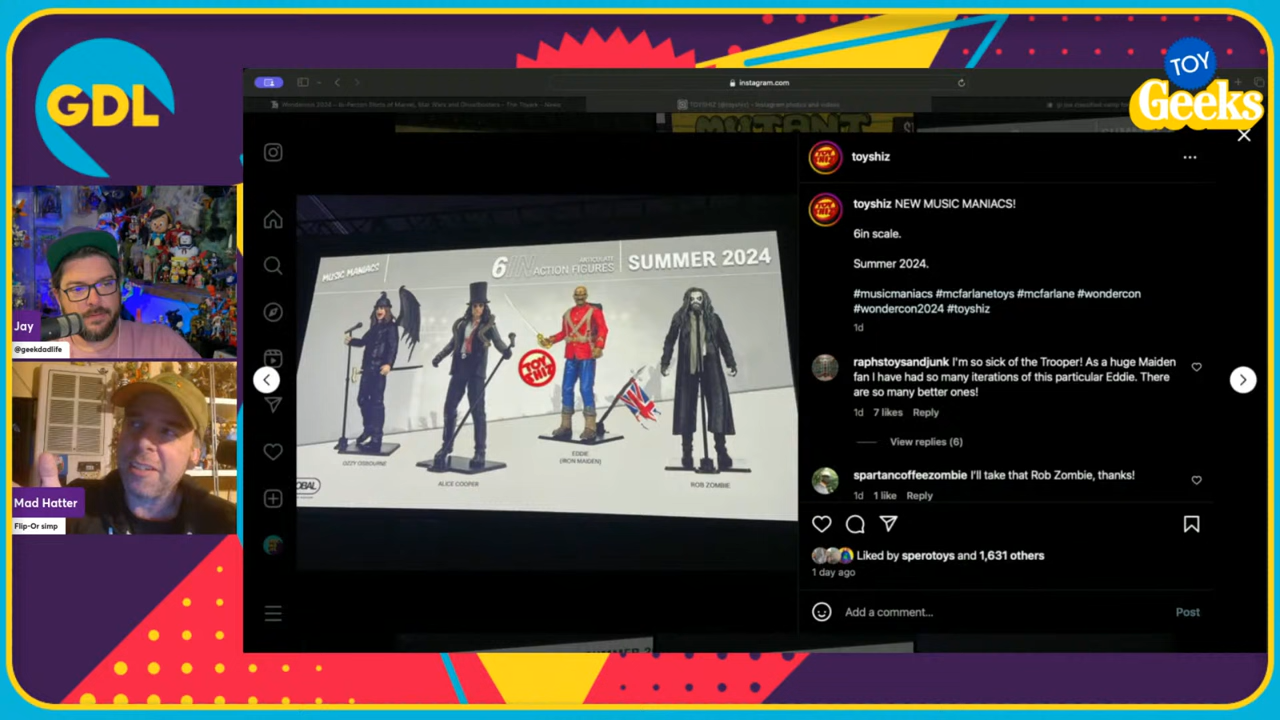 GDL
TOY
Geeks
instagram.com
Jay
@geekdadlife
Mad Hatter
Flip-Or simp
MUTANT
MUSIC MANIACS
6IN
ARTICULATED
ACTION FIGURES
SUMMER 2024
TOY
SHIZ
OZZY OSBOURNE
ALICE COOPER
EDDIE
(IRON MAIDEN)
ROB ZOMBIE
toyshiz
toyshiz NEW MUSIC MANIACS!
6in scale.
Summer 2024.
#musicmaniacs #mcfarlanetoys #mcfarlane #wondercon
#wondercon2024 #toyshiz
1d
raphstoysandjunk I'm so sick of the Trooper! As a huge Maiden
fan I have had so many iterations of this particular Eddie. There
are so many better ones!
1d 7 likes Reply
View replies (6)
spartancoffeezombie I'll take that Rob Zombie, thanks!
1d 1 like Reply
Liked by sperotoys and 1,631 others
1 day ago
Add a comment...
Post